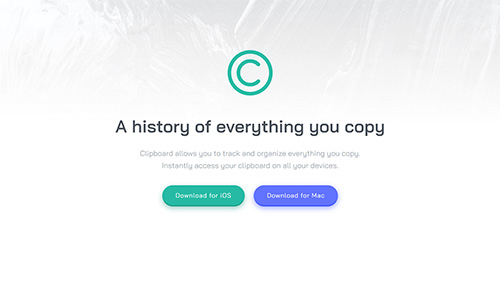 A history of everything you copy
Clipboard allows you to track and organize everything you copy.
Instantly access your clipboard on all your devices.
Download for iOS
Download for Mac